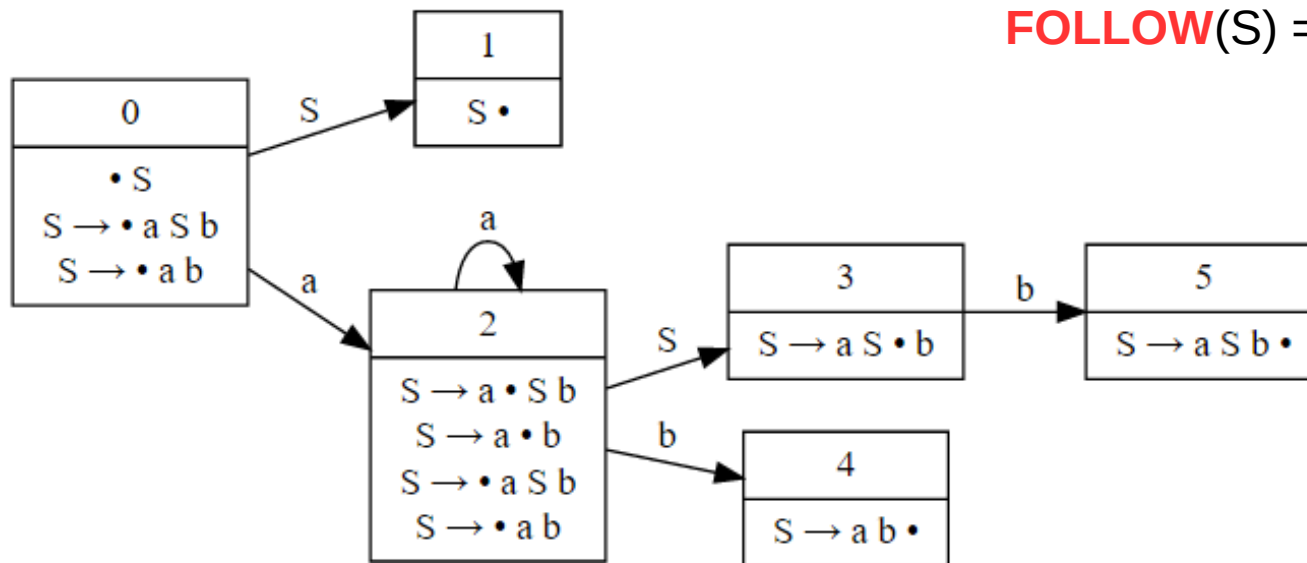 FOLLOW(S) =
1
S •
0
• S
S → • a S b
S → • a b
S
a
a
2
S → a • S b
S → a • b
S → • a S b
S → • a b
S
b
3
S → a S • b
b
5
S → a S b •
4
S → a b •